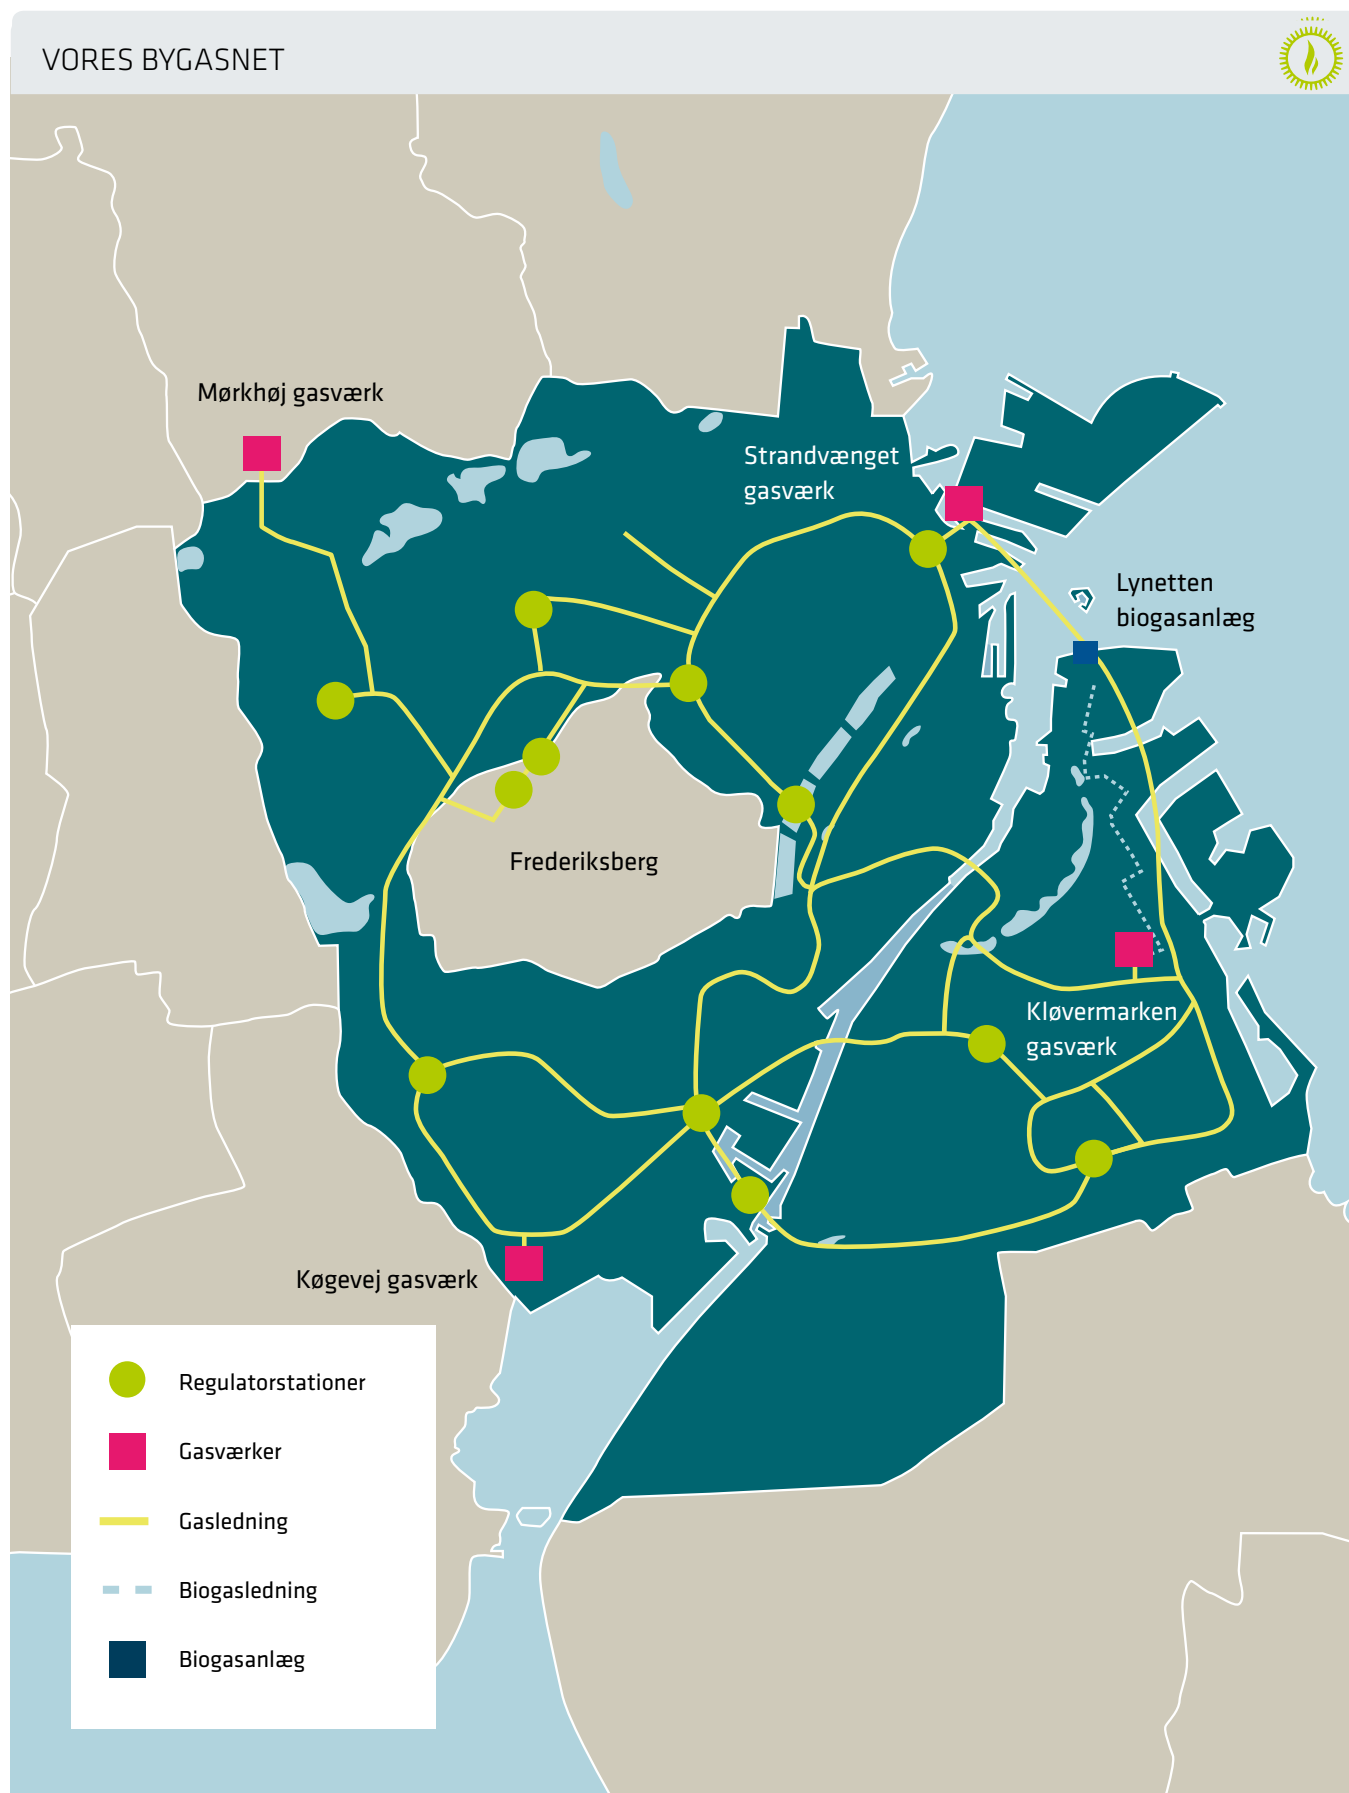 VORES BYGASNET
Mørkhøj gasværk
Strandvænget
gasværk
Lynetten
biogasanlæg
Frederiksberg
Kløvermarken
gasværk
Køgevej gasværk
Regulatorstationer
Gasværker
Gasledning
Biogasledning
Biogasanlæg